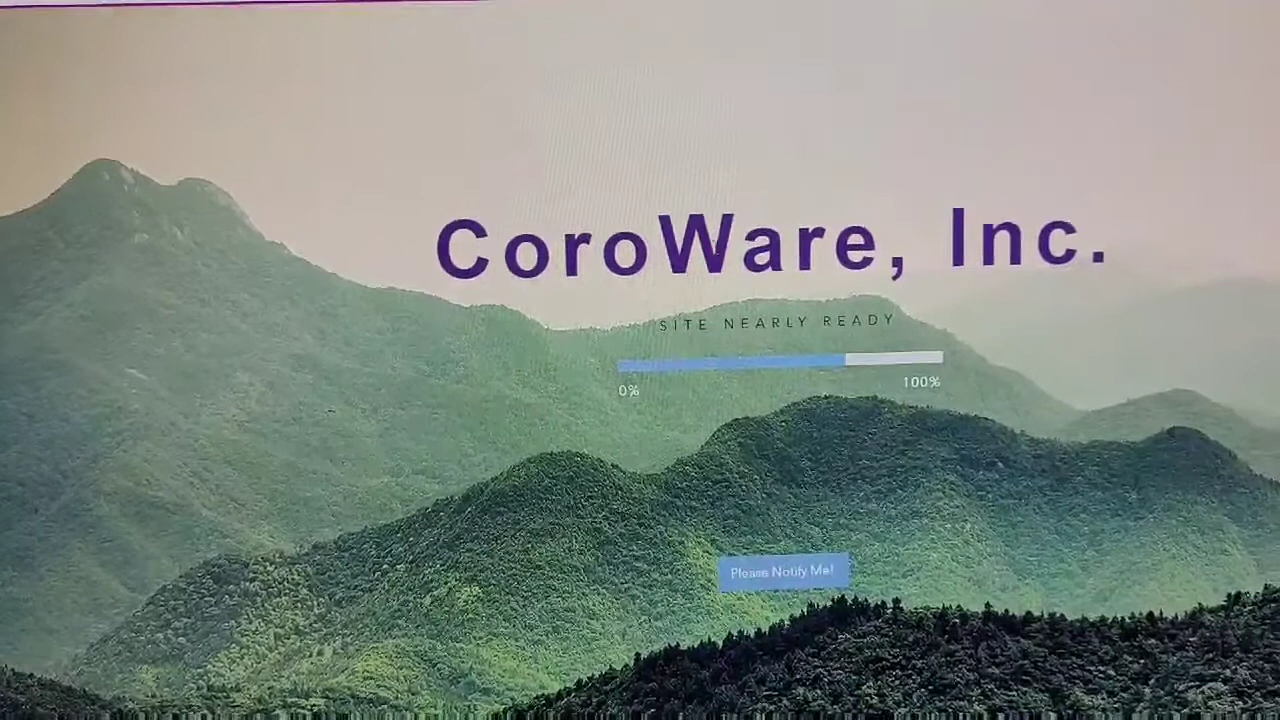 CoroWare, Inc.
SITE NEARLY READY
0%
100%
Please Notify Me!